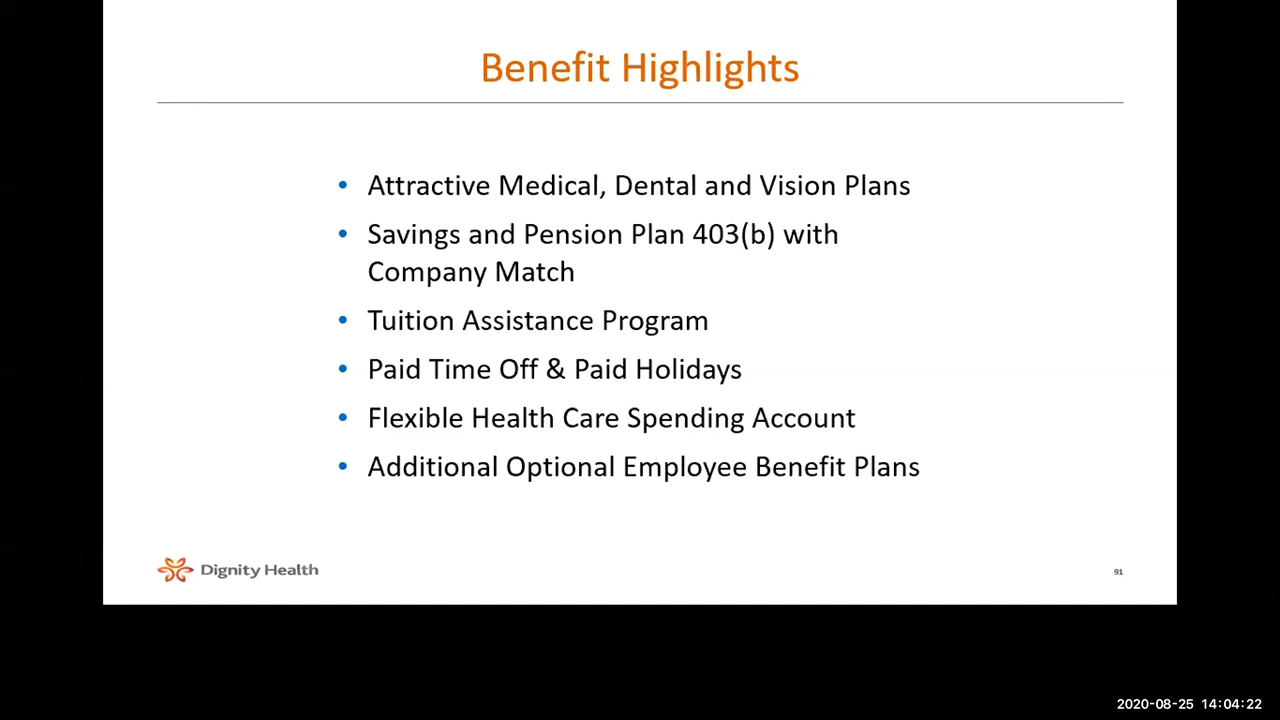 Benefit Highlights
• Attractive Medical, Dental and Vision Plans
• Savings and Pension Plan 403(b) with
Company Match
• Tuition Assistance Program
• Paid Time Off & Paid Holidays
• Flexible Health Care Spending Account
• Additional Optional Employee Benefit Plans
Dignity Health
91
2020-08-25 14:04:22